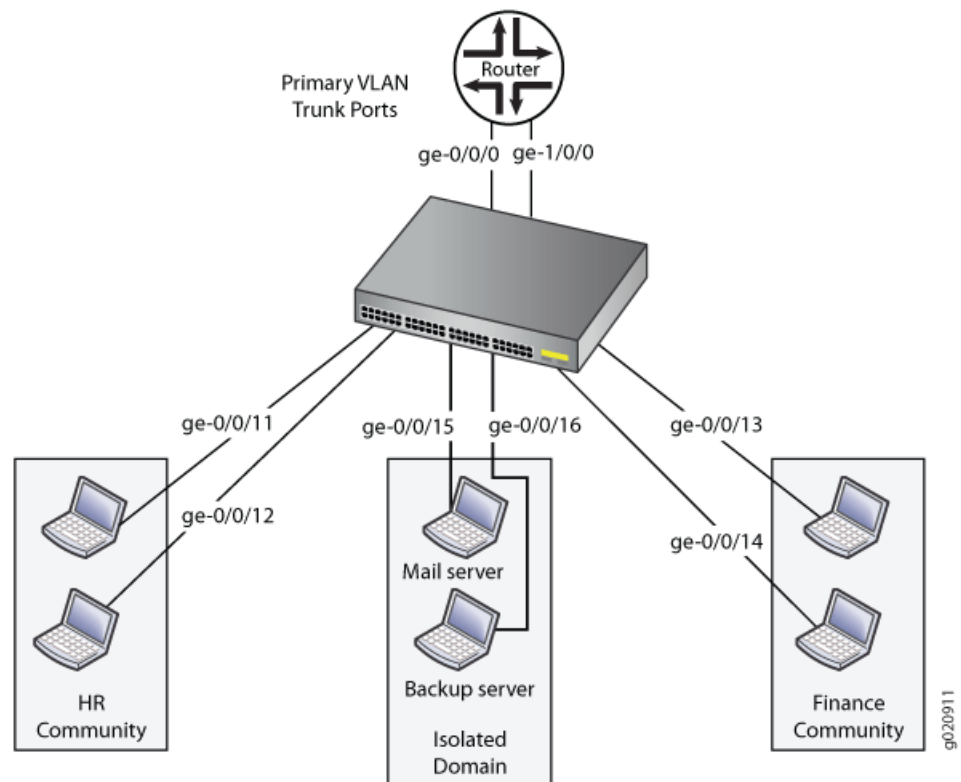 Router
Primary VLAN
Trunk Ports
ge-0/0/0
ge-1/0/0
ge-0/0/11
ge-0/0/15
ge-0/0/16
ge-0/0/13
ge-0/0/12
ge-0/0/14
Mail server
Backup server
HR
Community
Isolated
Domain
Finance
Community
g020911